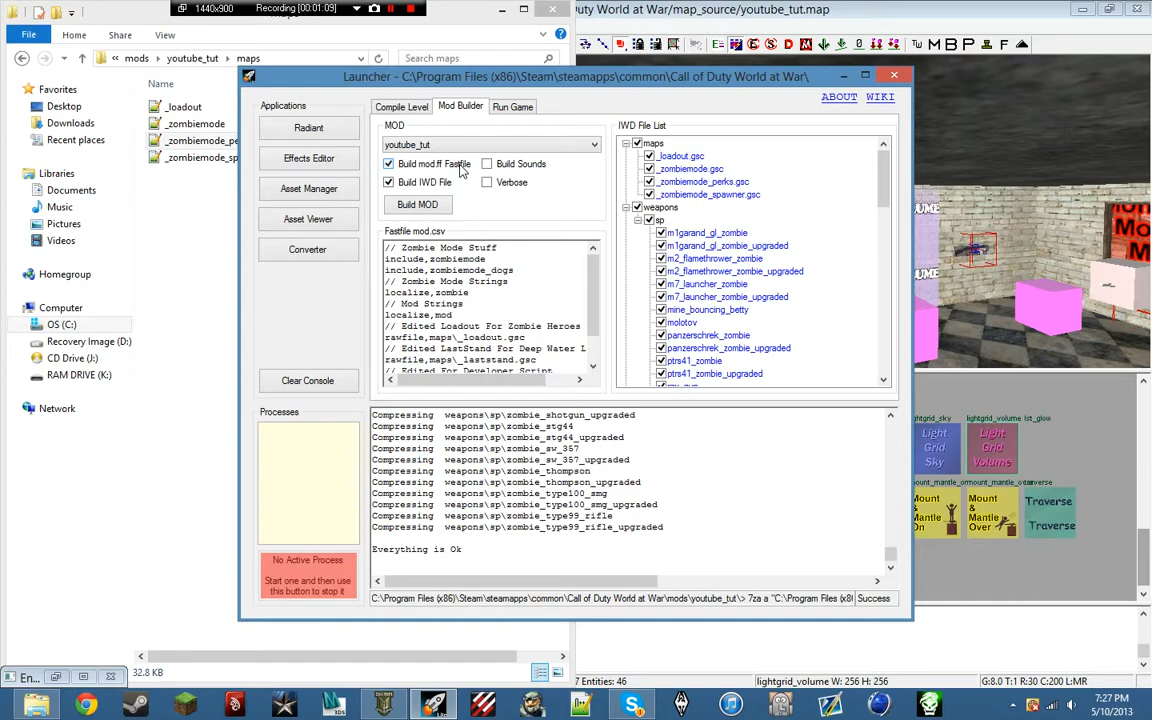 1440x900
Recording [00:01:09]
Duty World at War/map_source/youtube_tut.map
File
Home
Share
View
mods
youtube_tut
maps
Search maps
Favorites
Desktop
Downloads
Recent places
Libraries
Documents
Music
Pictures
Videos
Homegroup
Computer
OS (C:)
Recovery Image (D:)
CD Drive (J:)
RAM DRIVE (K:)
Network
Name
_loadout
_zombiemode
_zombiemode_pe
_zombiemode_sp
32.8 KB
En...
Launcher - C:\Program Files (x86)\Steam\steamapps\common\Call of Duty World at War\
ABOUT WIKI
Applications
Radiant
Effects Editor
Asset Manager
Asset Viewer
Converter
Clear Console
Processes
No Active Process
Start one and then use
this button to stop it
Compile Level
Mod Builder
Run Game
MOD
youtube_tut
Build mod.ff Fastfile
Build Sounds
Build IWD File
Verbose
Build MOD
Fastfile mod.csv
// Zombie Mode Stuff
include,zombiemode
include,zombiemode_dogs
// Zombie Mode Strings
localize,zombie
// Mod Strings
localize,mod
// Edited Loadout For Zombie Heroes
rawfile,maps\_loadout.gsc
// Edited LastStand For Deep Water L
rawfile,maps\_laststand.gsc
// Edited For Developer Script
IWD File List
maps
_loadout.gsc
_zombiemode.gsc
_zombiemode_perks.gsc
_zombiemode_spawner.gsc
weapons
sp
m1garand_gl_zombie
m1garand_gl_zombie_upgraded
m2_flamethrower_zombie
m2_flamethrower_zombie_upgraded
m7_launcher_zombie
m7_launcher_zombie_upgraded
mine_bouncing_betty
molotov
panzerschrek_zombie
panzerschrek_zombie_upgraded
ptrs41_zombie
ptrs41_zombie_upgraded
Compressing weapons\sp\zombie_shotgun_upgraded
Compressing weapons\sp\zombie_stg44
Compressing weapons\sp\zombie_stg44_upgraded
Compressing weapons\sp\zombie_sw_357
Compressing weapons\sp\zombie_sw_357_upgraded
Compressing weapons\sp\zombie_thompson
Compressing weapons\sp\zombie_thompson_upgraded
Compressing weapons\sp\zombie_type100_smg
Compressing weapons\sp\zombie_type100_smg_upgraded
Compressing weapons\sp\zombie_type99_rifle
Compressing weapons\sp\zombie_type99_rifle_upgraded
Everything is Ok
C:\Program Files (x86)\Steam\steamapps\common\Call of Duty World at War\mods\youtube_tut\> 7za a "C:\Program Files (x8
Success
lightgrid_sky
lightgrid_volume
lst_glow
Light
Grid
Sky
Light
Grid
Volume
traverse
Mount
&
Mantle
On
Mount
&
Mantle
Over
Traverse
Traverse
7 Entities: 46
lightgrid_volume W: 256 H: 256
G:8.0 T:1 R:30 C:200 L:MR
7:27 PM
5/10/2013